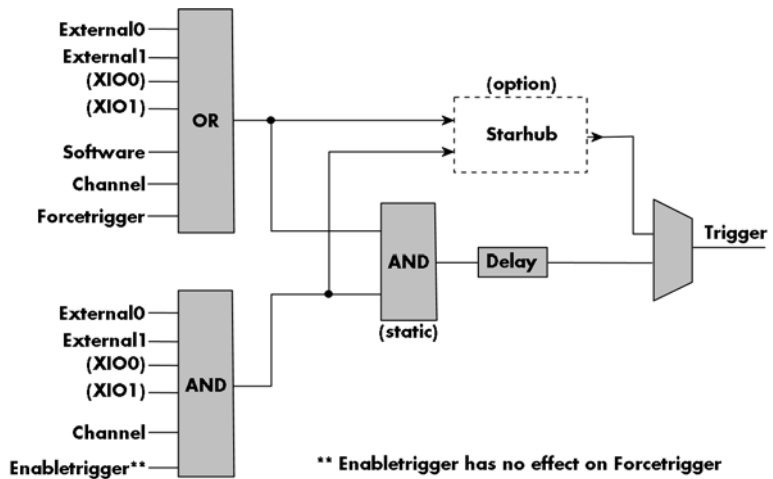 External0
External1
(XIO0)
(XIO1)
Software
Channel
Forcetrigger
OR
(option)
Starhub
AND
(static)
Delay
Trigger
External0
External1
(XIO0)
(XIO1)
Channel
Enabletrigger**
AND
** Enabletrigger has no effect on Forcetrigger